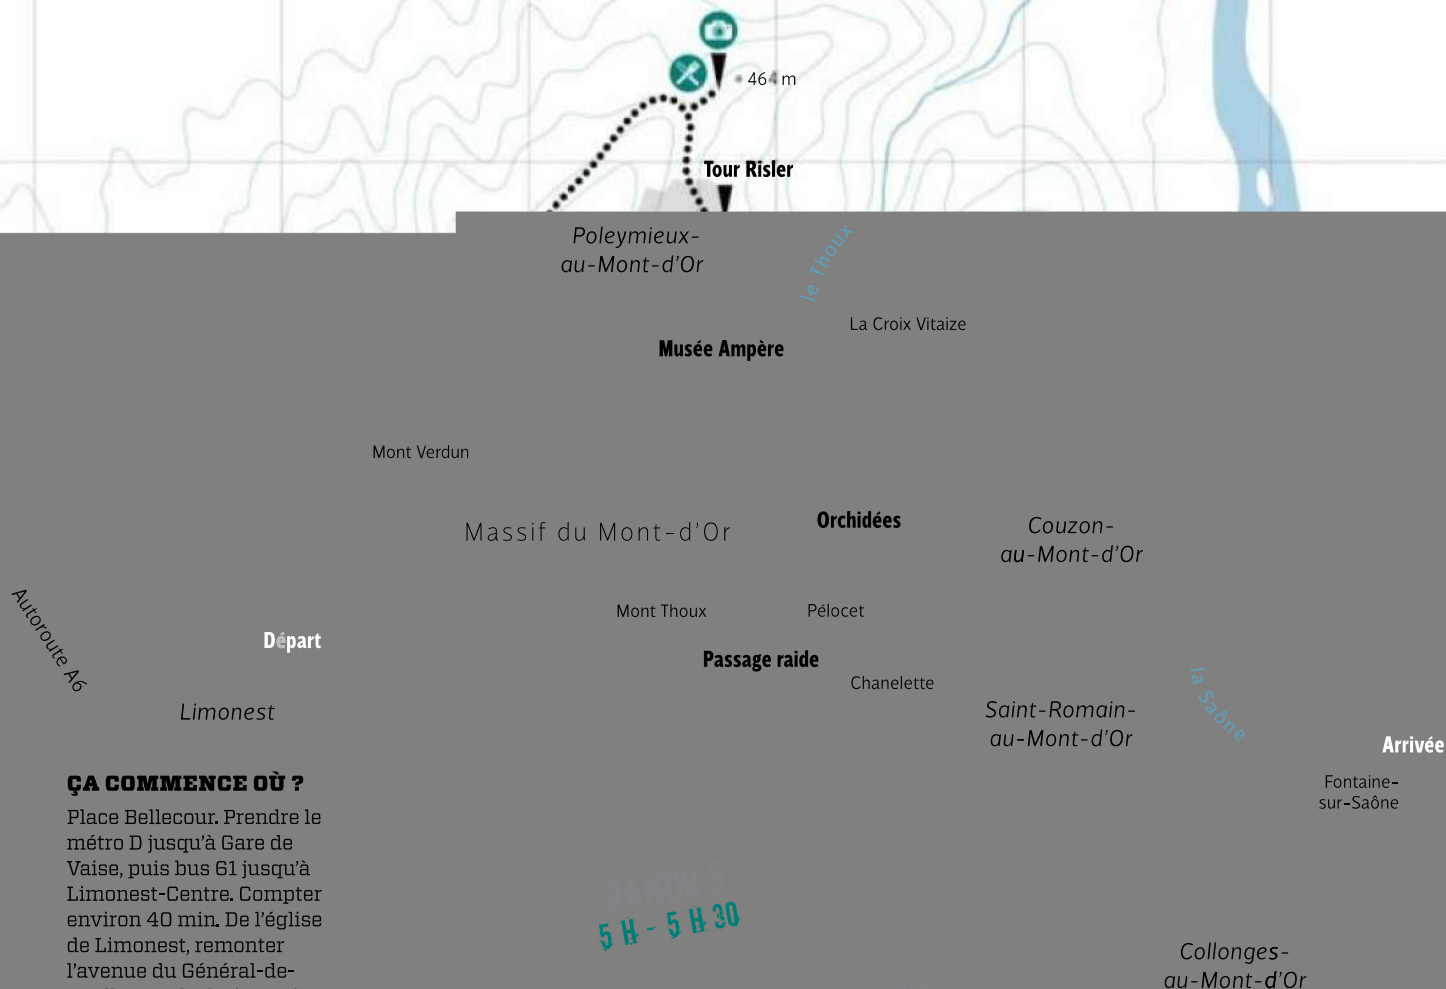 464 m
Tour Risler
Poleymieux-
au-Mont-d'Or
le Thoux
La Croix Vitaize
Musée Ampère
Mont Verdun
Massif du Mont-d'Or
Orchidées
Couzon-
au-Mont-d'Or
Autoroute A6
Mont Thoux
Pélocet
Départ
Passage raide
Chanelette
la Saône
Limonest
Saint-Romain-
au-Mont-d'Or
Arrivée
Fontaine-
sur-Saône
ÇA COMMENCE OÙ ?
Place Bellecour. Prendre le
métro D jusqu'à Gare de
Vaise, puis bus 61 jusqu'à
Limonest-Centre. Compter
environ 40 min. De l'église
de Limonest, remonter
l'avenue du Général-de-
RANDO 5
5 H - 5 H 30
Collonges-
au-Mont-d'Or